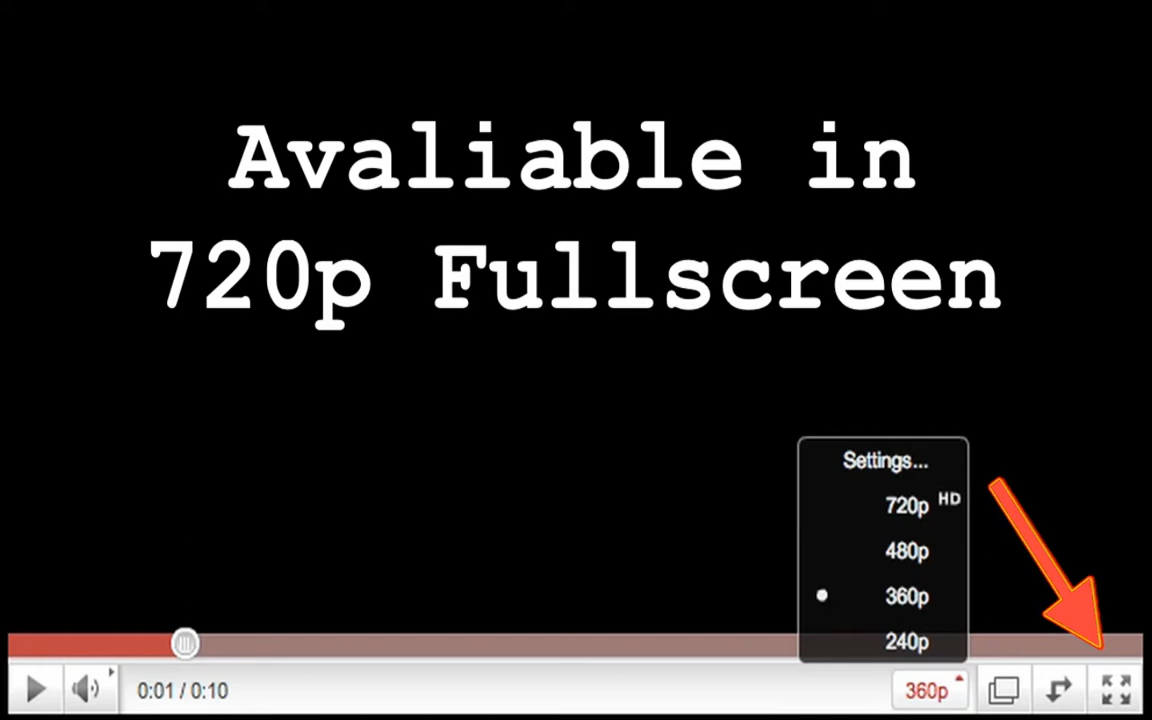 Avaliable in
720p Fullscreen
Settings...
720p HD
480p
360p
240p
0:01 / 0:10
360p